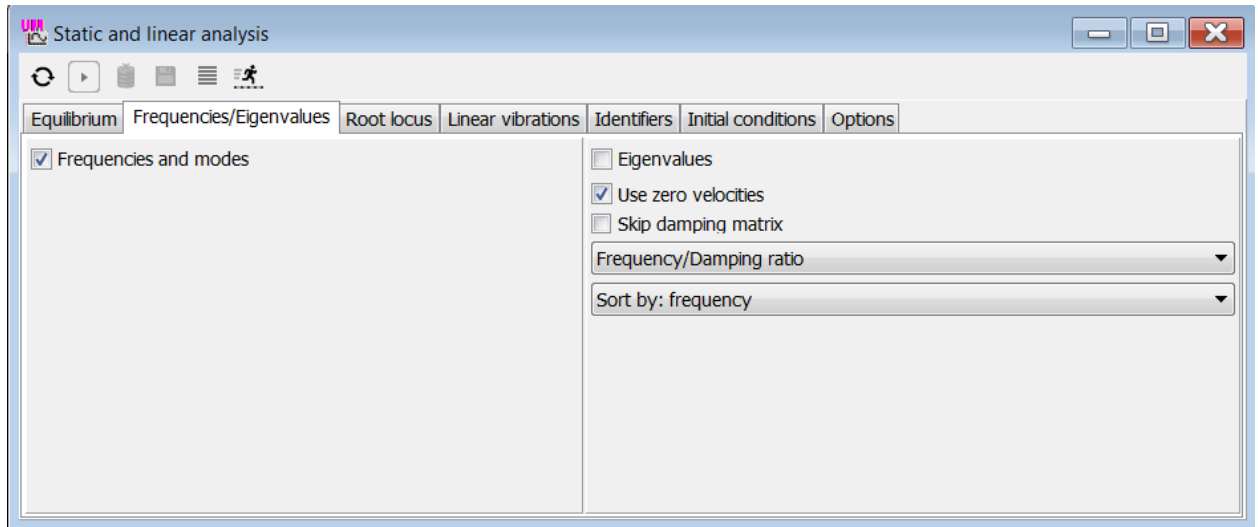 UM Static and linear analysis
Equilibrium Frequencies/Eigenvalues Root locus Linear vibrations Identifiers Initial conditions Options
Frequencies and modes
Eigenvalues
Use zero velocities
Skip damping matrix
Frequency/Damping ratio
Sort by: frequency